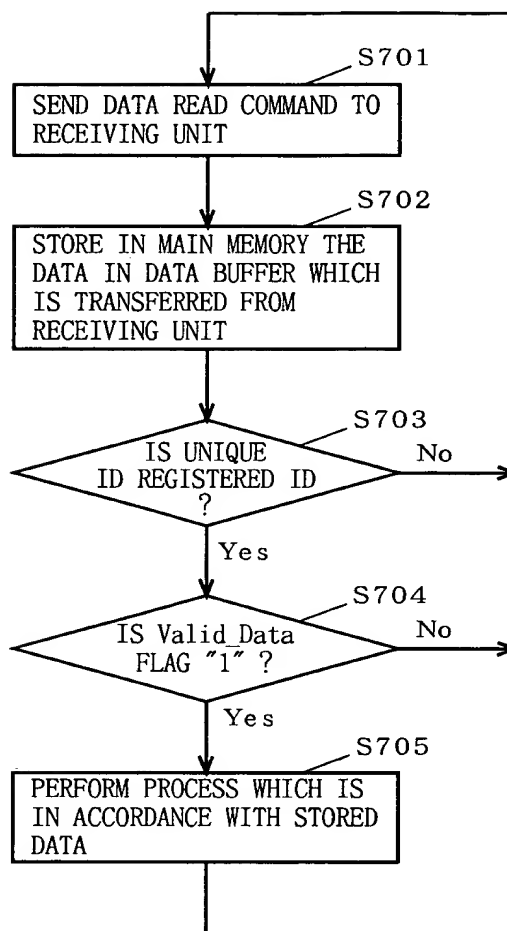 S701
SEND DATA READ COMMAND TO
RECEIVING UNIT
S702
STORE IN MAIN MEMORY THE
DATA IN DATA BUFFER WHICH
IS TRANSFERRED FROM
RECEIVING UNIT
S703
IS UNIQUE
ID REGISTERED ID
?
No
Yes
S704
IS Valid_Data
FLAG "1" ?
No
Yes
S705
PERFORM PROCESS WHICH IS
IN ACCORDANCE WITH STORED
DATA